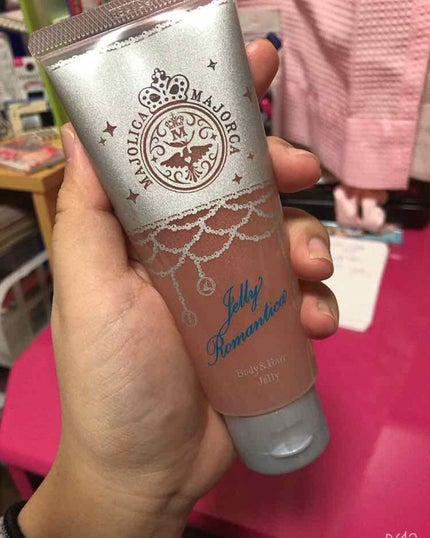 MAJOLICA MAJORCA
M
Jelly
Romantica
Body & Hair
Jelly